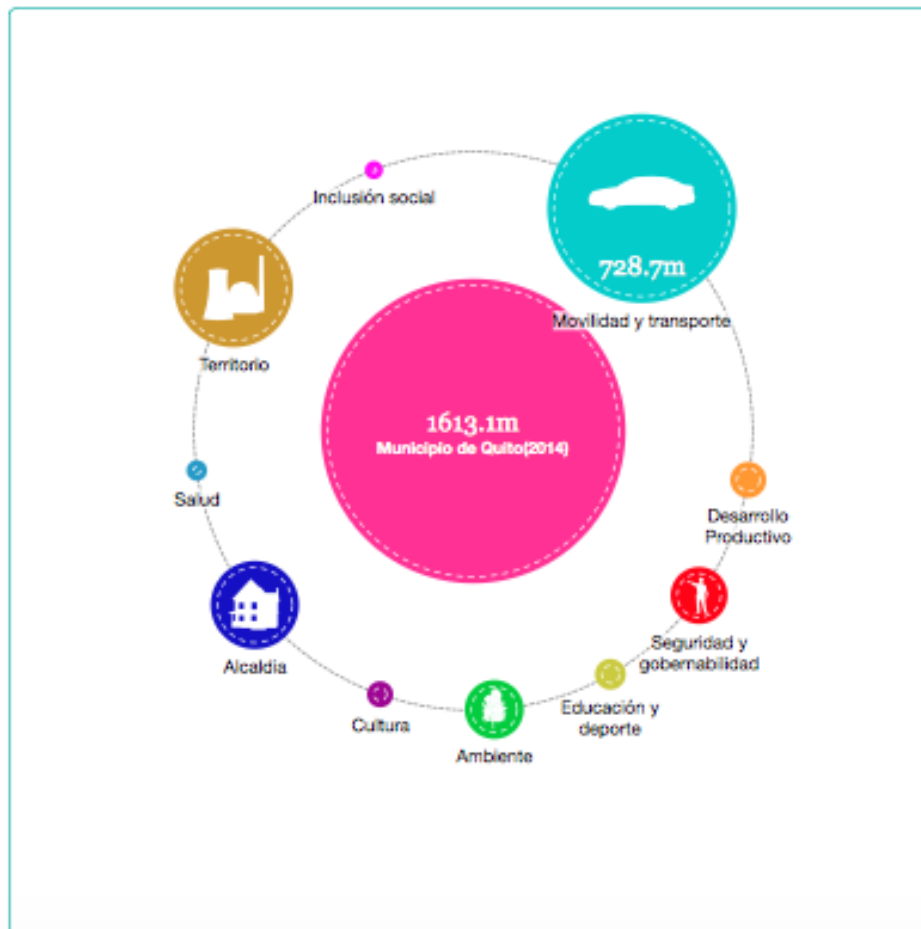 Inclusión social
728.7m
Movilidad y transporte
Territorio
1613.1m
Municipio de Quito(2014)
Salud
Desarrollo
Productivo
Alcaldía
Seguridad y
gobernabilidad
Cultura
Educación y
deporte
Ambiente